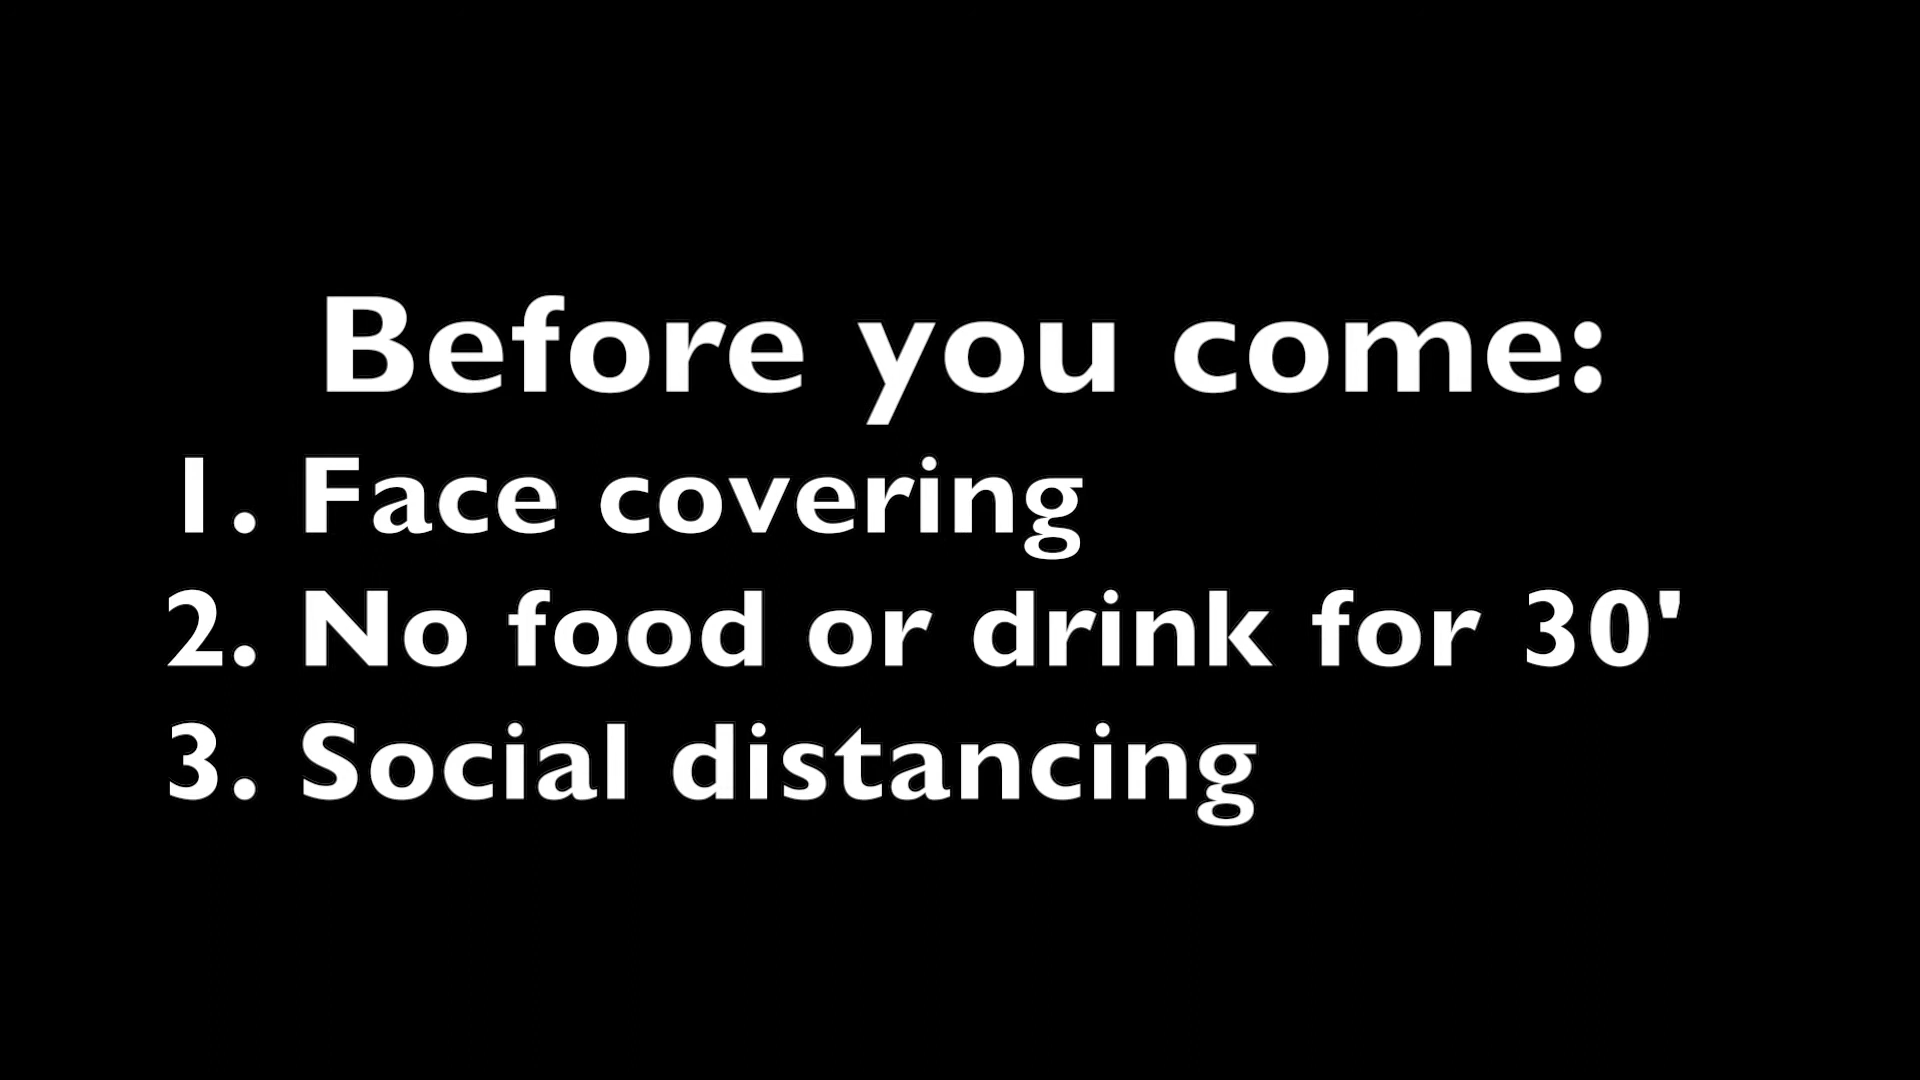 Before you come:
1. Face covering
2. No food or drink for 30'
3. Social distancing